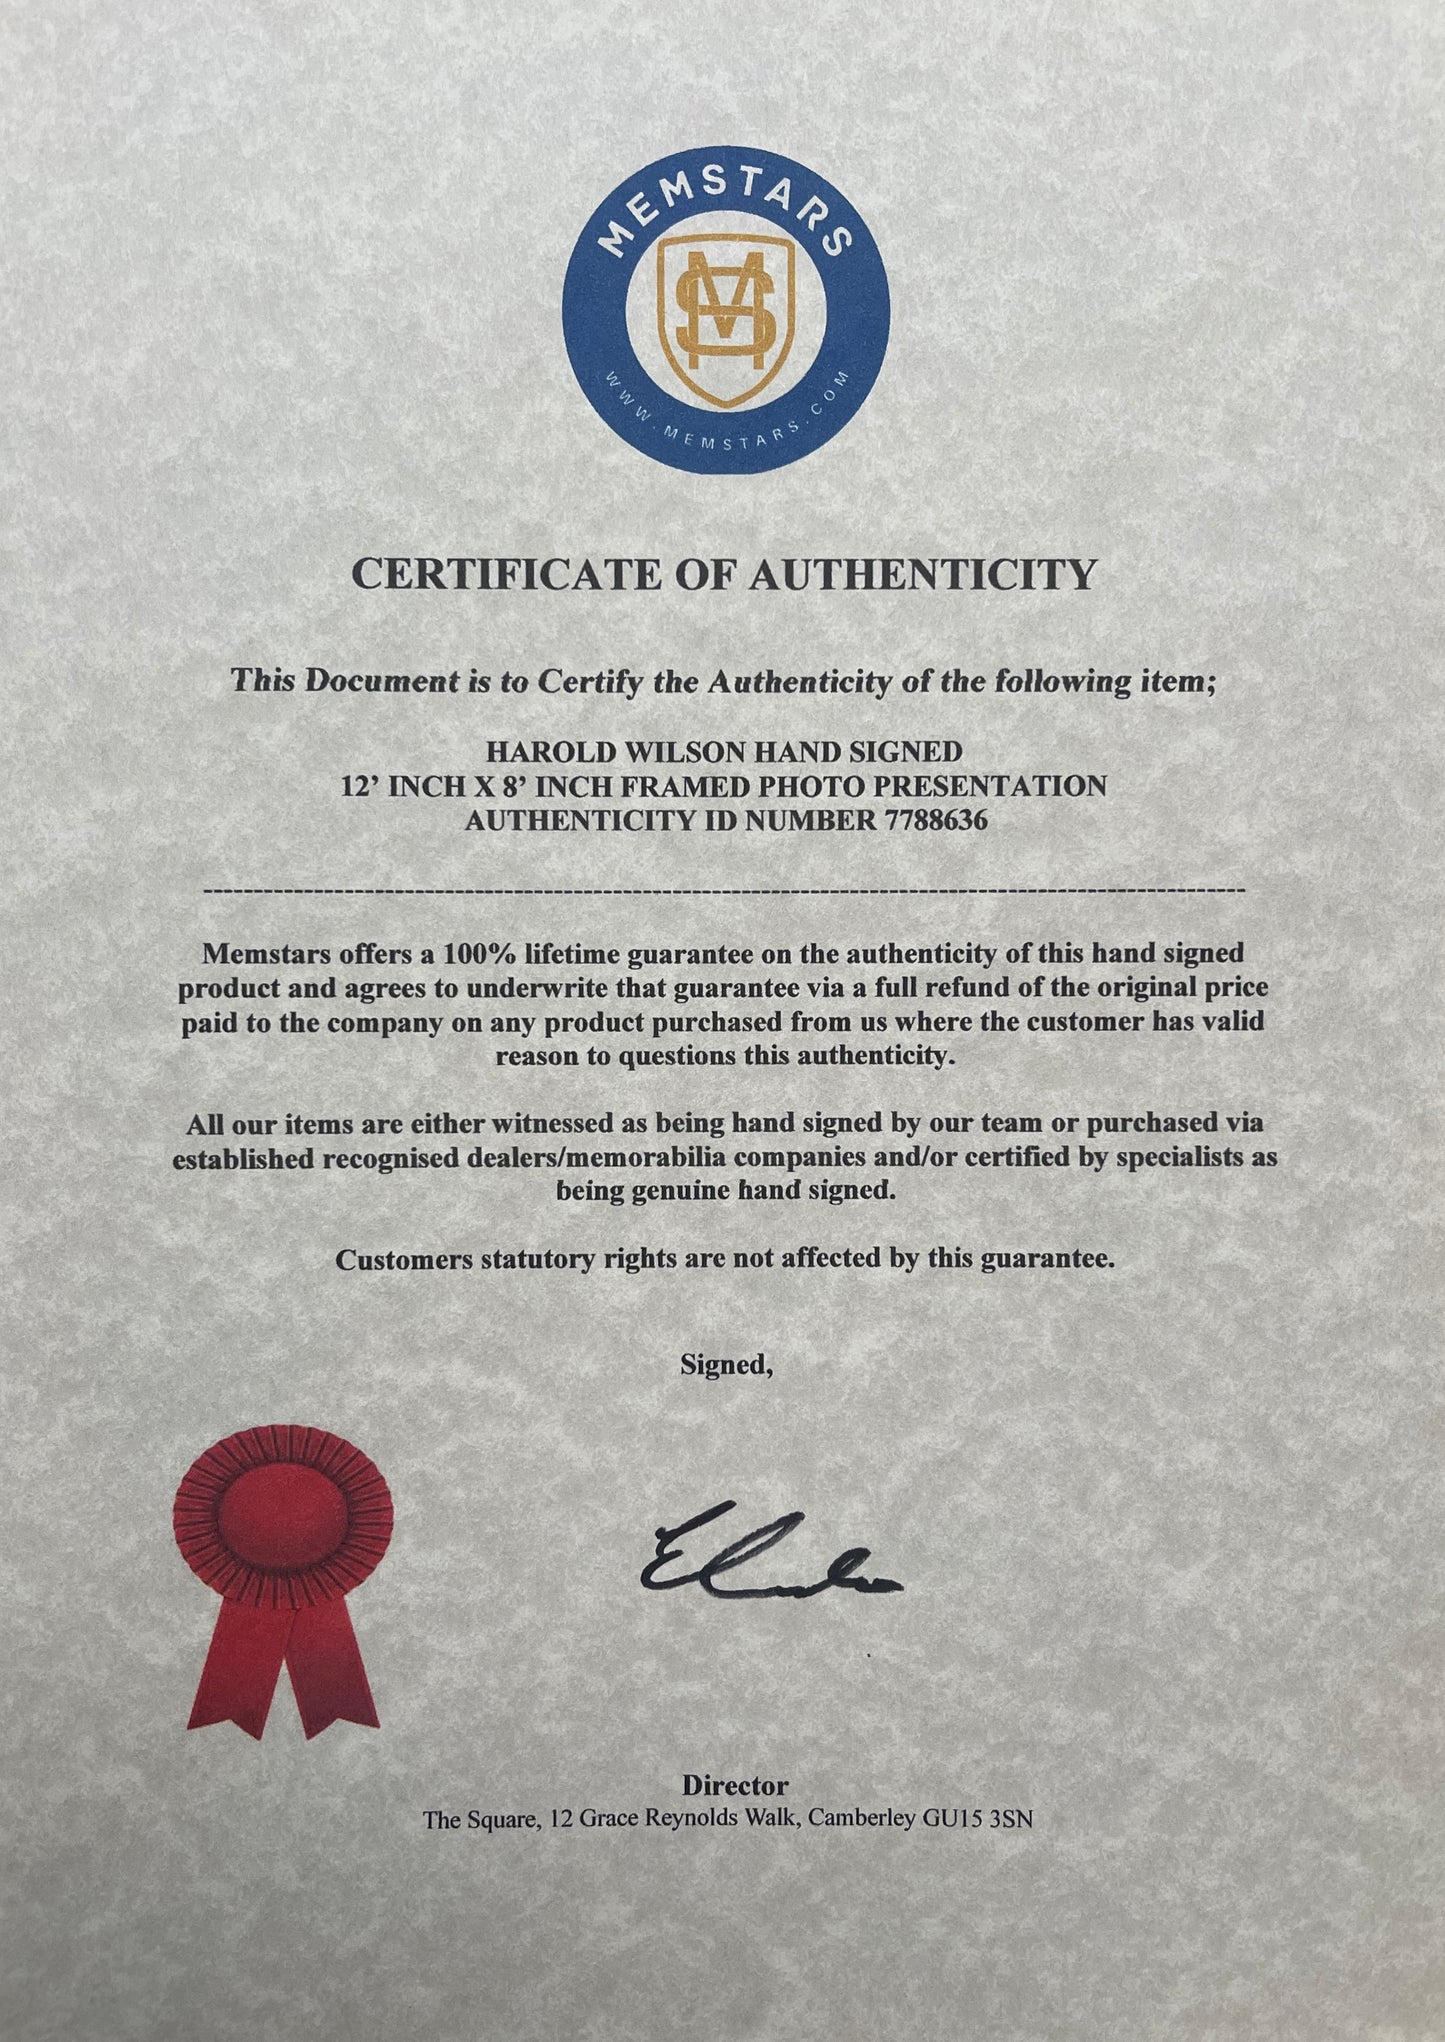 MEMSTARS
WWW.MEMSTARS.COM
CERTIFICATE OF AUTHENTICITY
This Document is to Certify the Authenticity of the following item;
HAROLD WILSON HAND SIGNED
12’ INCH X 8’ INCH FRAMED PHOTO PRESENTATION
AUTHENTICITY ID NUMBER 7788636
Memstars offers a 100% lifetime guarantee on the authenticity of this hand signed
product and agrees to underwrite that guarantee via a full refund of the original price
paid to the company on any product purchased from us where the customer has valid
reason to questions this authenticity.
All our items are either witnessed as being hand signed by our team or purchased via
established recognised dealers/memorabilia companies and/or certified by specialists as
being genuine hand signed.
Customers statutory rights are not affected by this guarantee.
Signed,
Director
The Square, 12 Grace Reynolds Walk, Camberley GU15 3SN